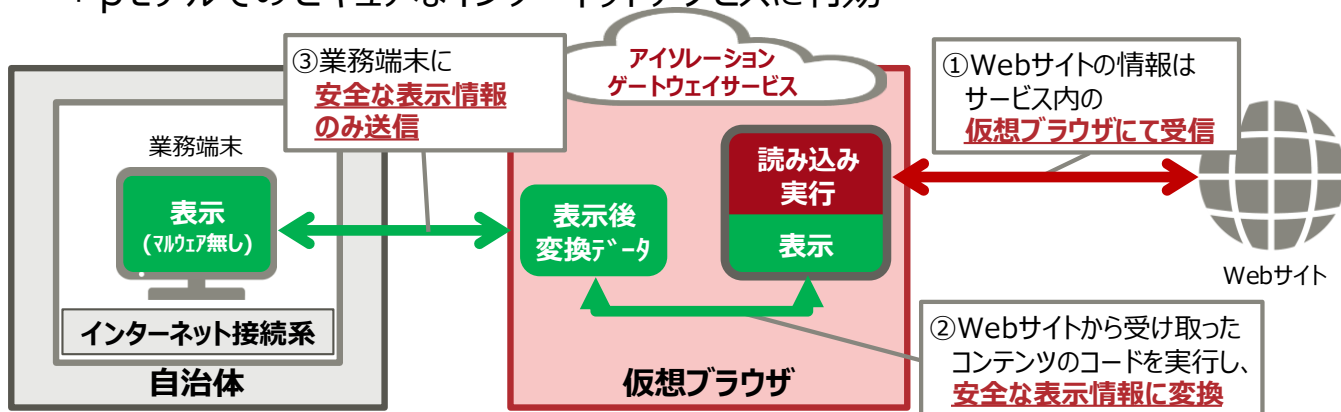 アイソレーション
ゲートウェイサービス
①Webサイトの情報は
サービス内の
仮想ブラウザにて受信
③業務端末に
安全な表示情報
のみ送信
業務端末
表示
(ﾏﾙｳｪｱ無し)
インターネット接続系
自治体
表示後
変換ﾃﾞｰﾀ
読み込み
実行
表示
仮想ブラウザ
Webサイト
②Webサイトから受け取った
コンテンツのコードを実行し、
安全な表示情報に変換